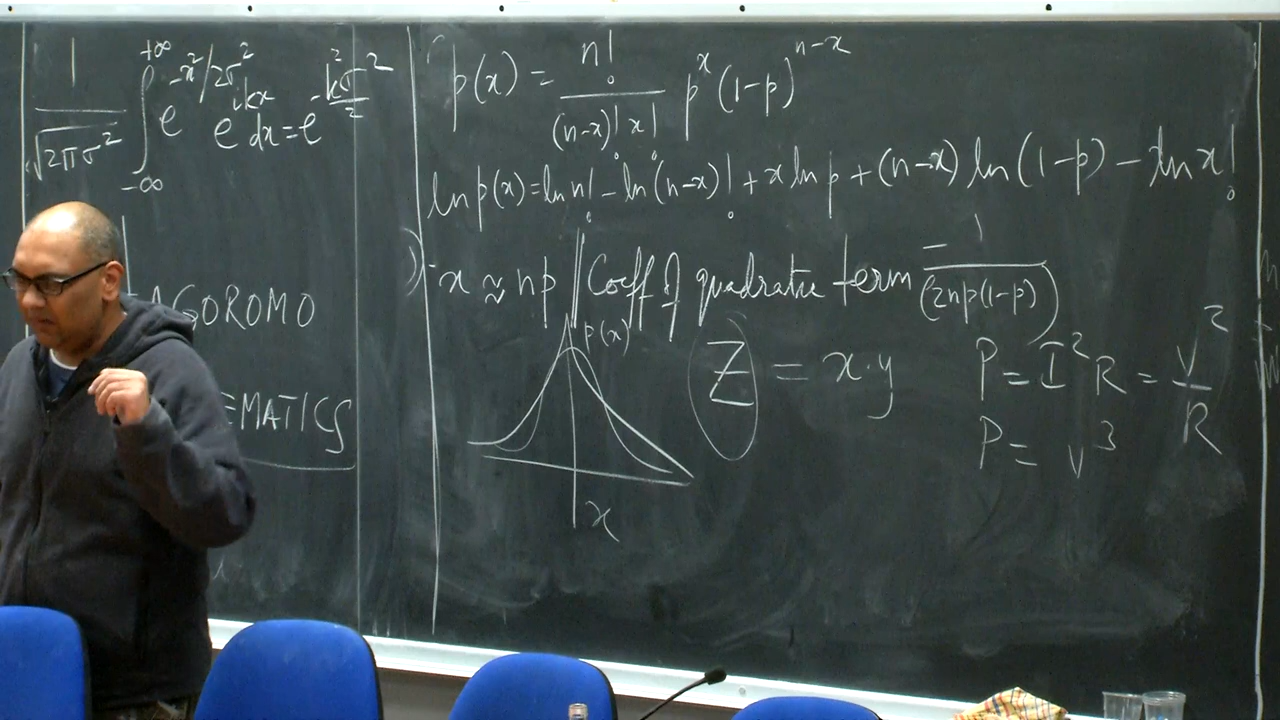 1/√(2πσ²) ∫_{-∞}^{+∞} e^{-x²/2σ²} e^{ikx} dx = e^{-k²σ²/2}
AGOROMO
EMATICS
p(x) = n!/((n-x)! x!) p^x (1-p)^{n-x}
ln p(x) = ln n! - ln (n-x)! + x ln p + (n-x) ln (1-p) - ln x!
x ≈ np || Coeff of quadratic term -1/(2np(1-p))
p(x)
x
Z = x·y
P = I²R = V²/R
P = v³